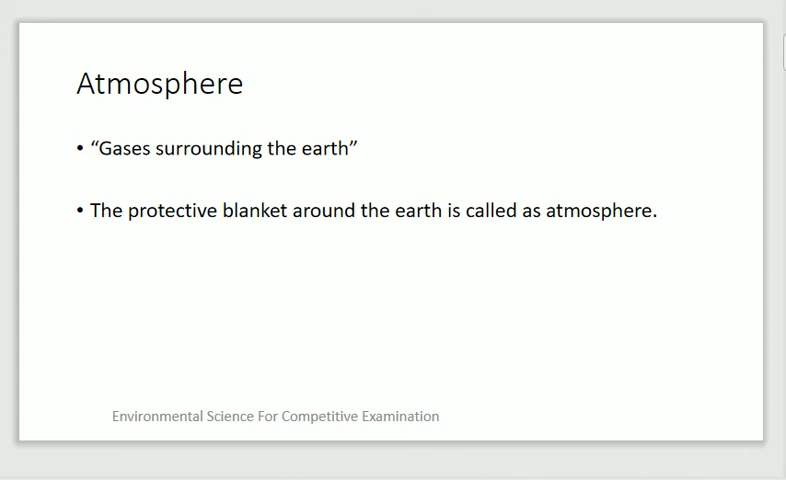 Atmosphere
• “Gases surrounding the earth”
• The protective blanket around the earth is called as atmosphere.
Environmental Science For Competitive Examination